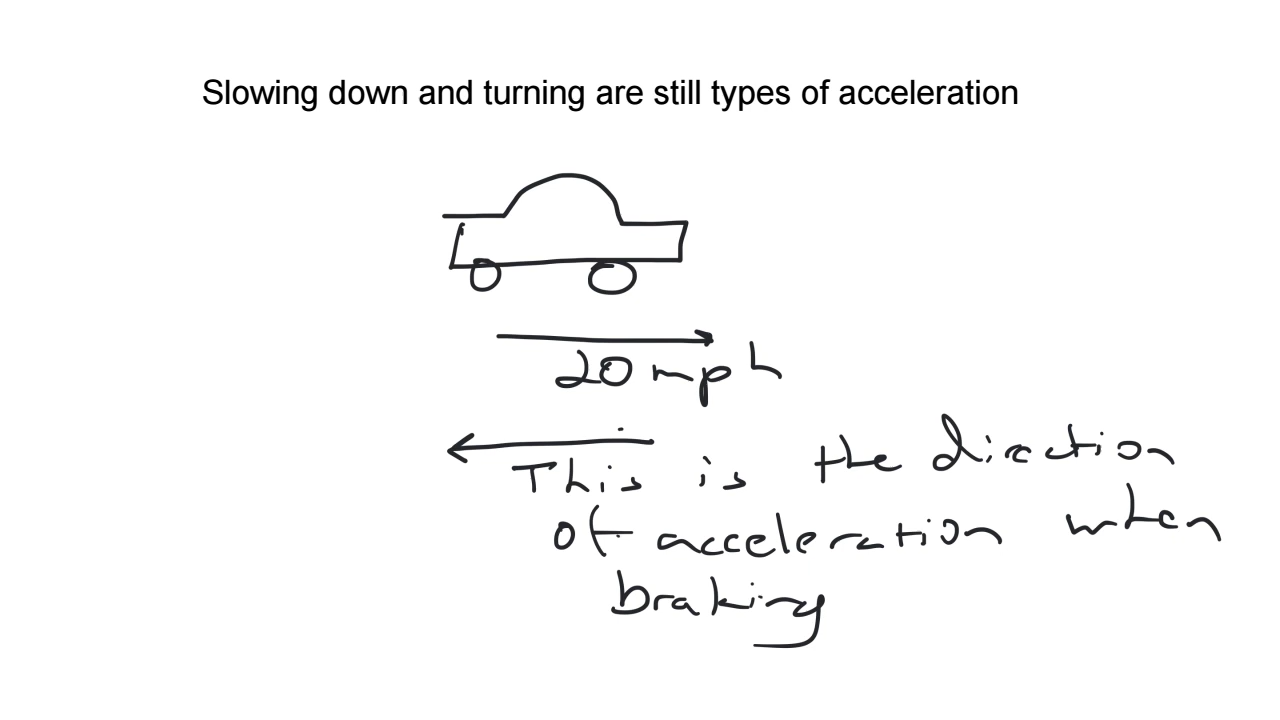 Slowing down and turning are still types of acceleration
20 mph
This is the direction
of acceleration when
braking